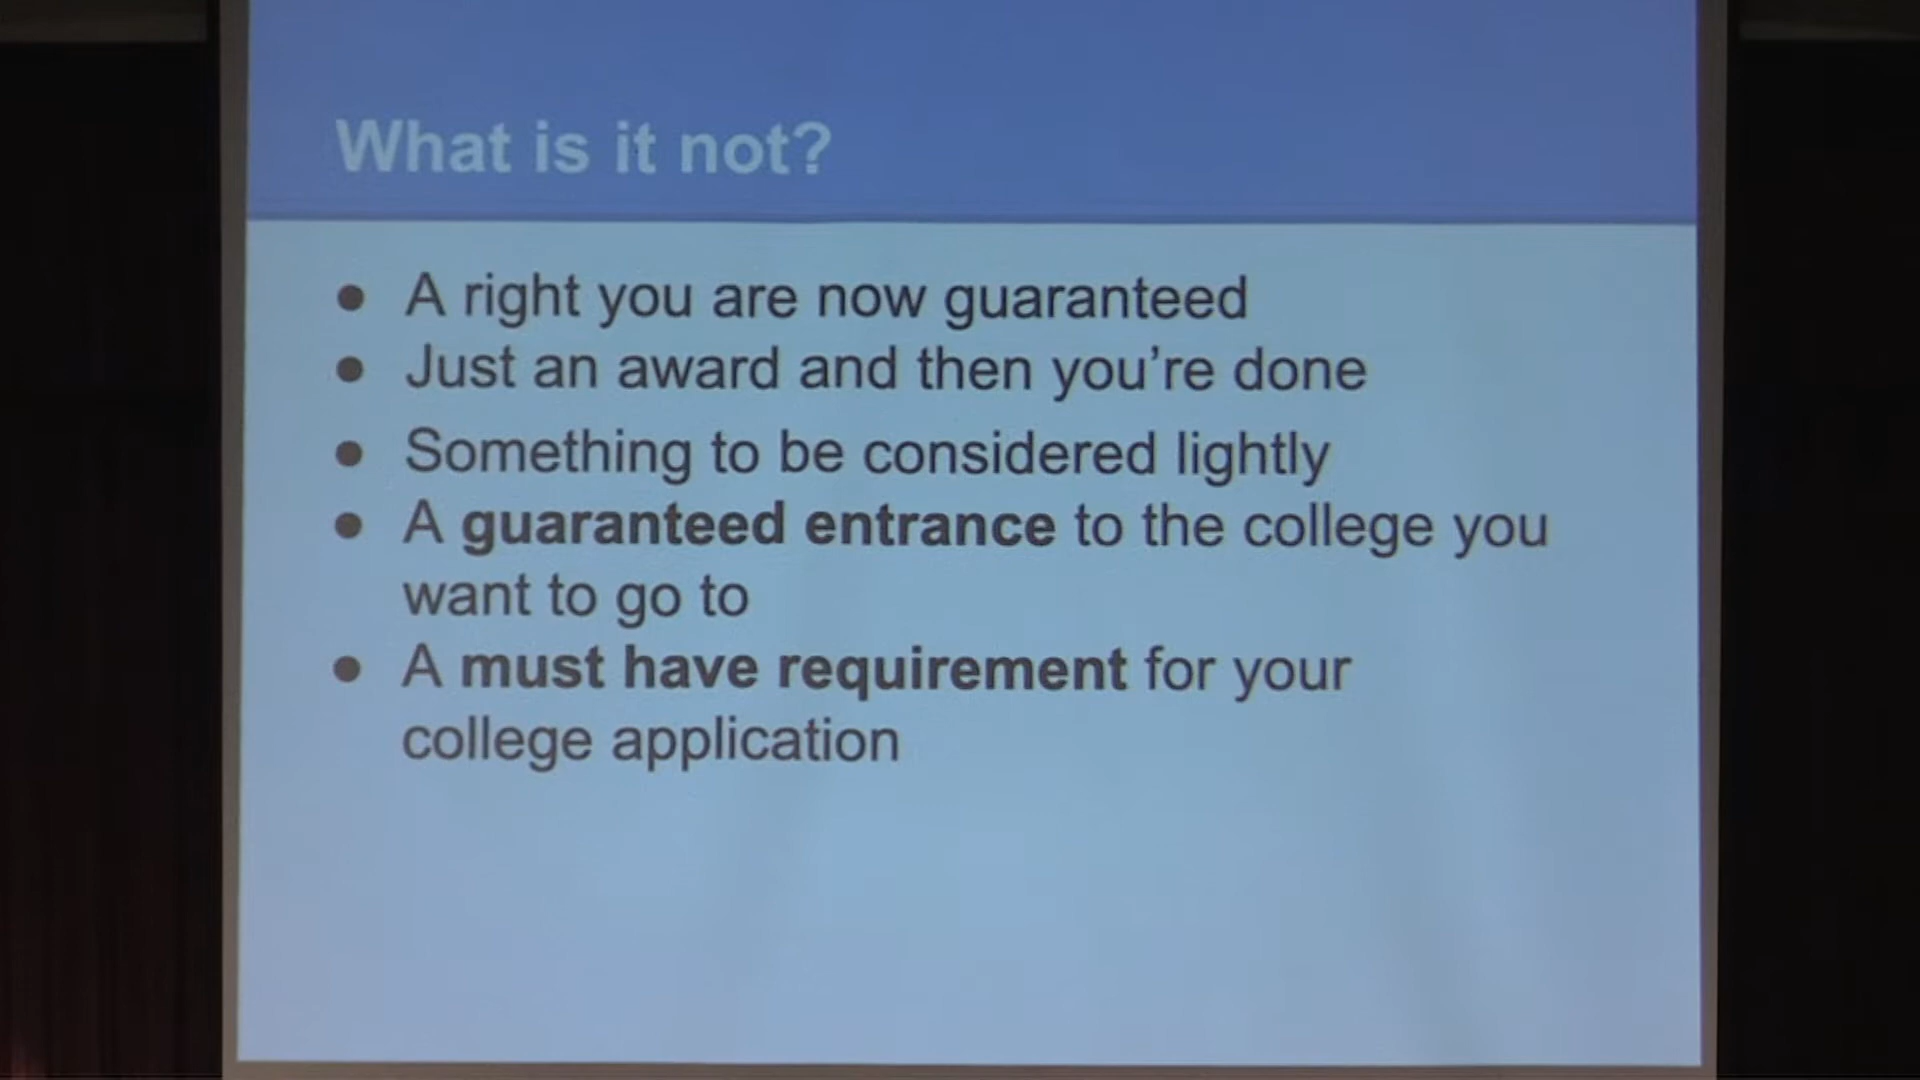 What is it not?
● A right you are now guaranteed
● Just an award and then you’re done
● Something to be considered lightly
● A guaranteed entrance to the college you
want to go to
● A must have requirement for your
college application